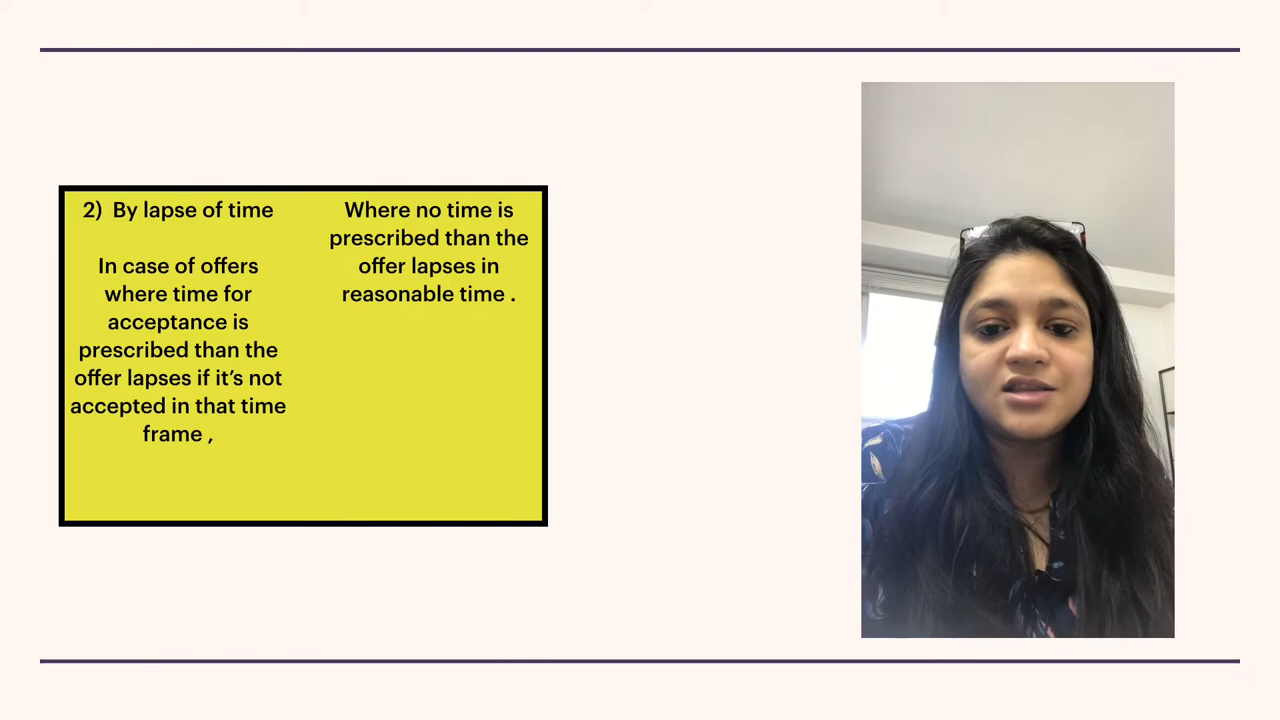 2) By lapse of time
In case of offers
where time for
acceptance is
prescribed than the
offer lapses if it’s not
accepted in that time
frame ,
Where no time is
prescribed than the
offer lapses in
reasonable time .